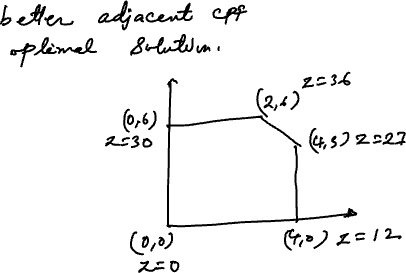 better adjacent cpf
optimal solution.
z=36
(2,6)
(0,6)
z=30
(4,3) z=27
(0,0)
z=0
(4,0) z=12